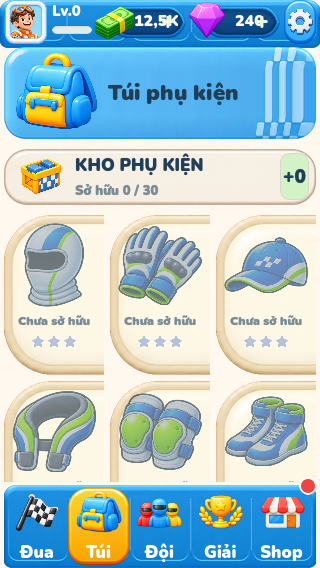 Lv.0
12,5K
240
Túi phụ kiện
KHO PHỤ KIỆN
Sở hữu 0 / 30
+0
Chưa sở hữu
Chưa sở hữu
Chưa sở hữu
Đua
Túi
Đội
Giải
Shop